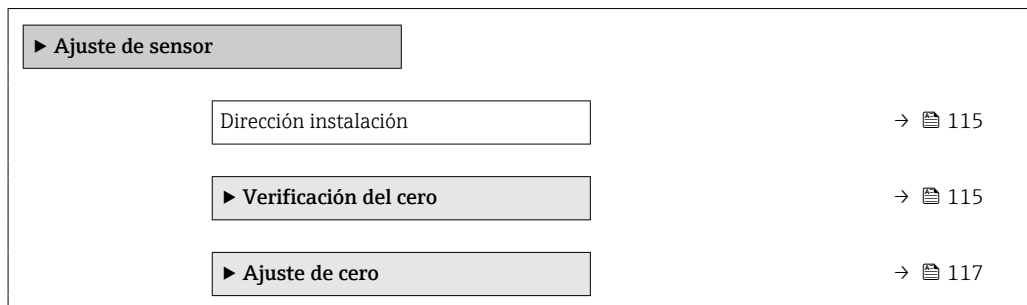 ▶ Ajuste de sensor
Dirección instalación → 115
▶ Verificación del cero → 115
▶ Ajuste de cero → 117